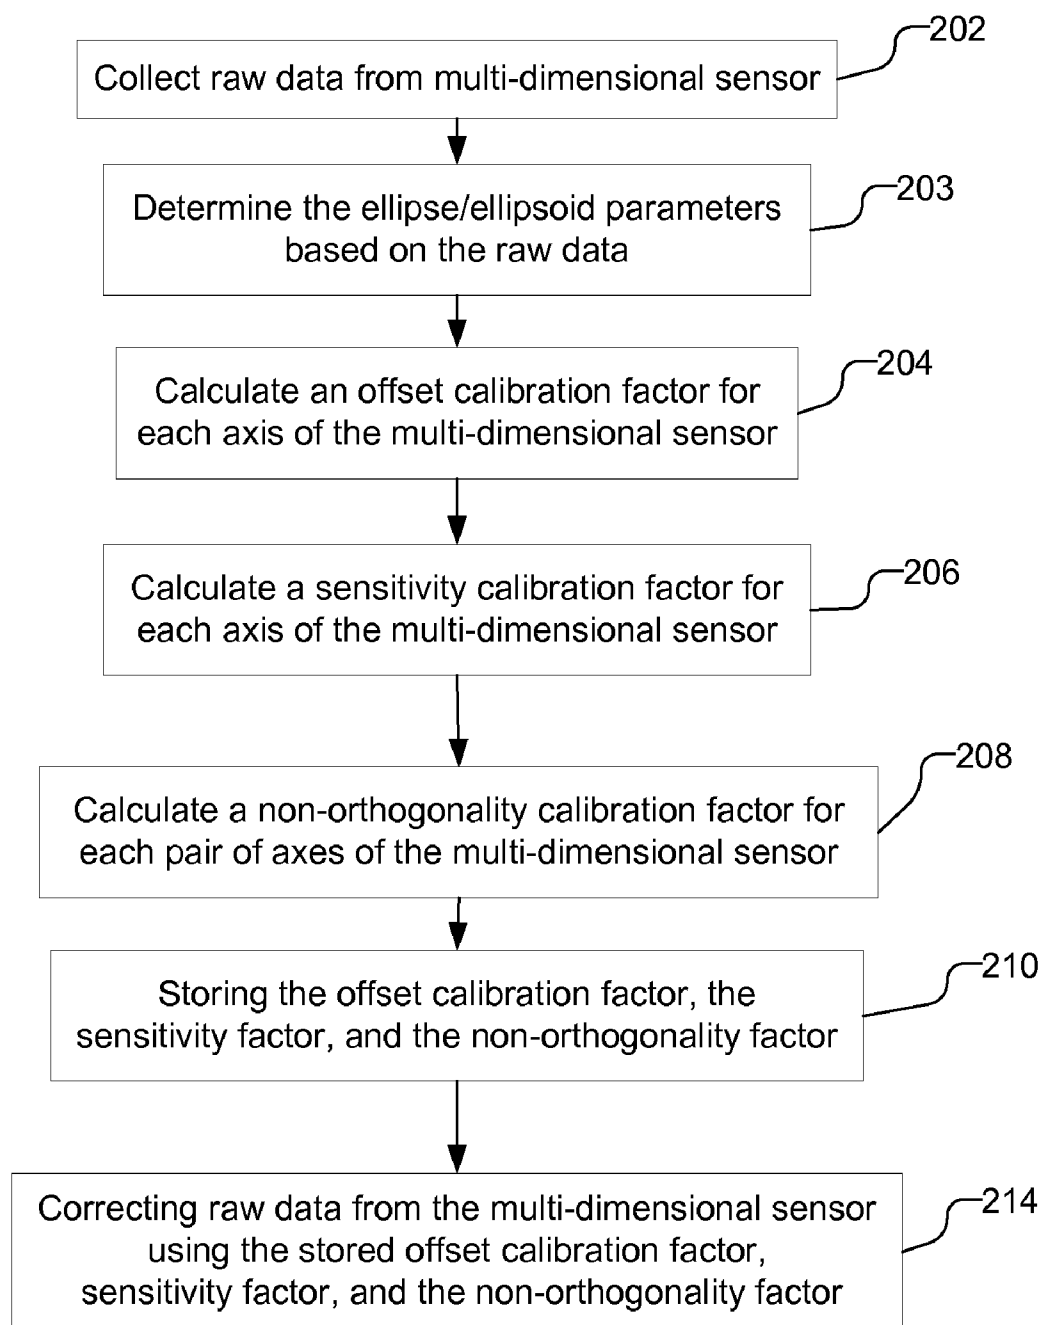 202
Collect raw data from multi-dimensional sensor
203
Determine the ellipse/ellipsoid parameters
based on the raw data
204
Calculate an offset calibration factor for
each axis of the multi-dimensional sensor
206
Calculate a sensitivity calibration factor for
each axis of the multi-dimensional sensor
208
Calculate a non-orthogonality calibration factor for
each pair of axes of the multi-dimensional sensor
210
Storing the offset calibration factor, the
sensitivity factor, and the non-orthogonality factor
214
Correcting raw data from the multi-dimensional sensor
using the stored offset calibration factor,
sensitivity factor, and the non-orthogonality factor